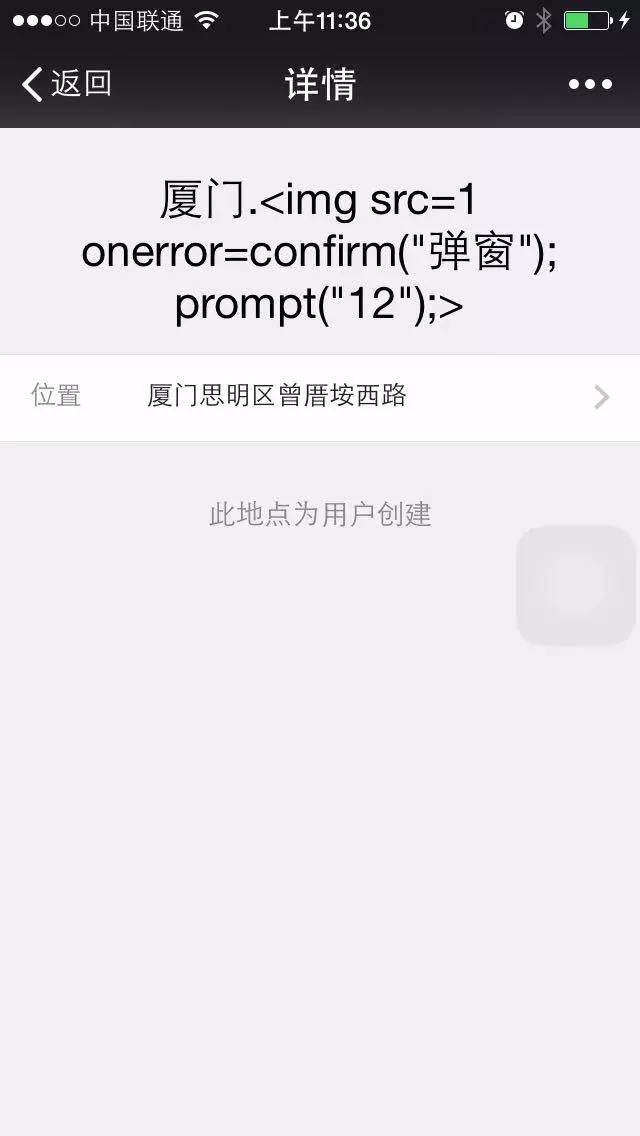 中国联通 上午11:36
返回 详情
厦门.<img src=1
onerror=confirm("弹窗");
prompt("12");>
位置 厦门思明区曾厝垵西路
此地点为用户创建